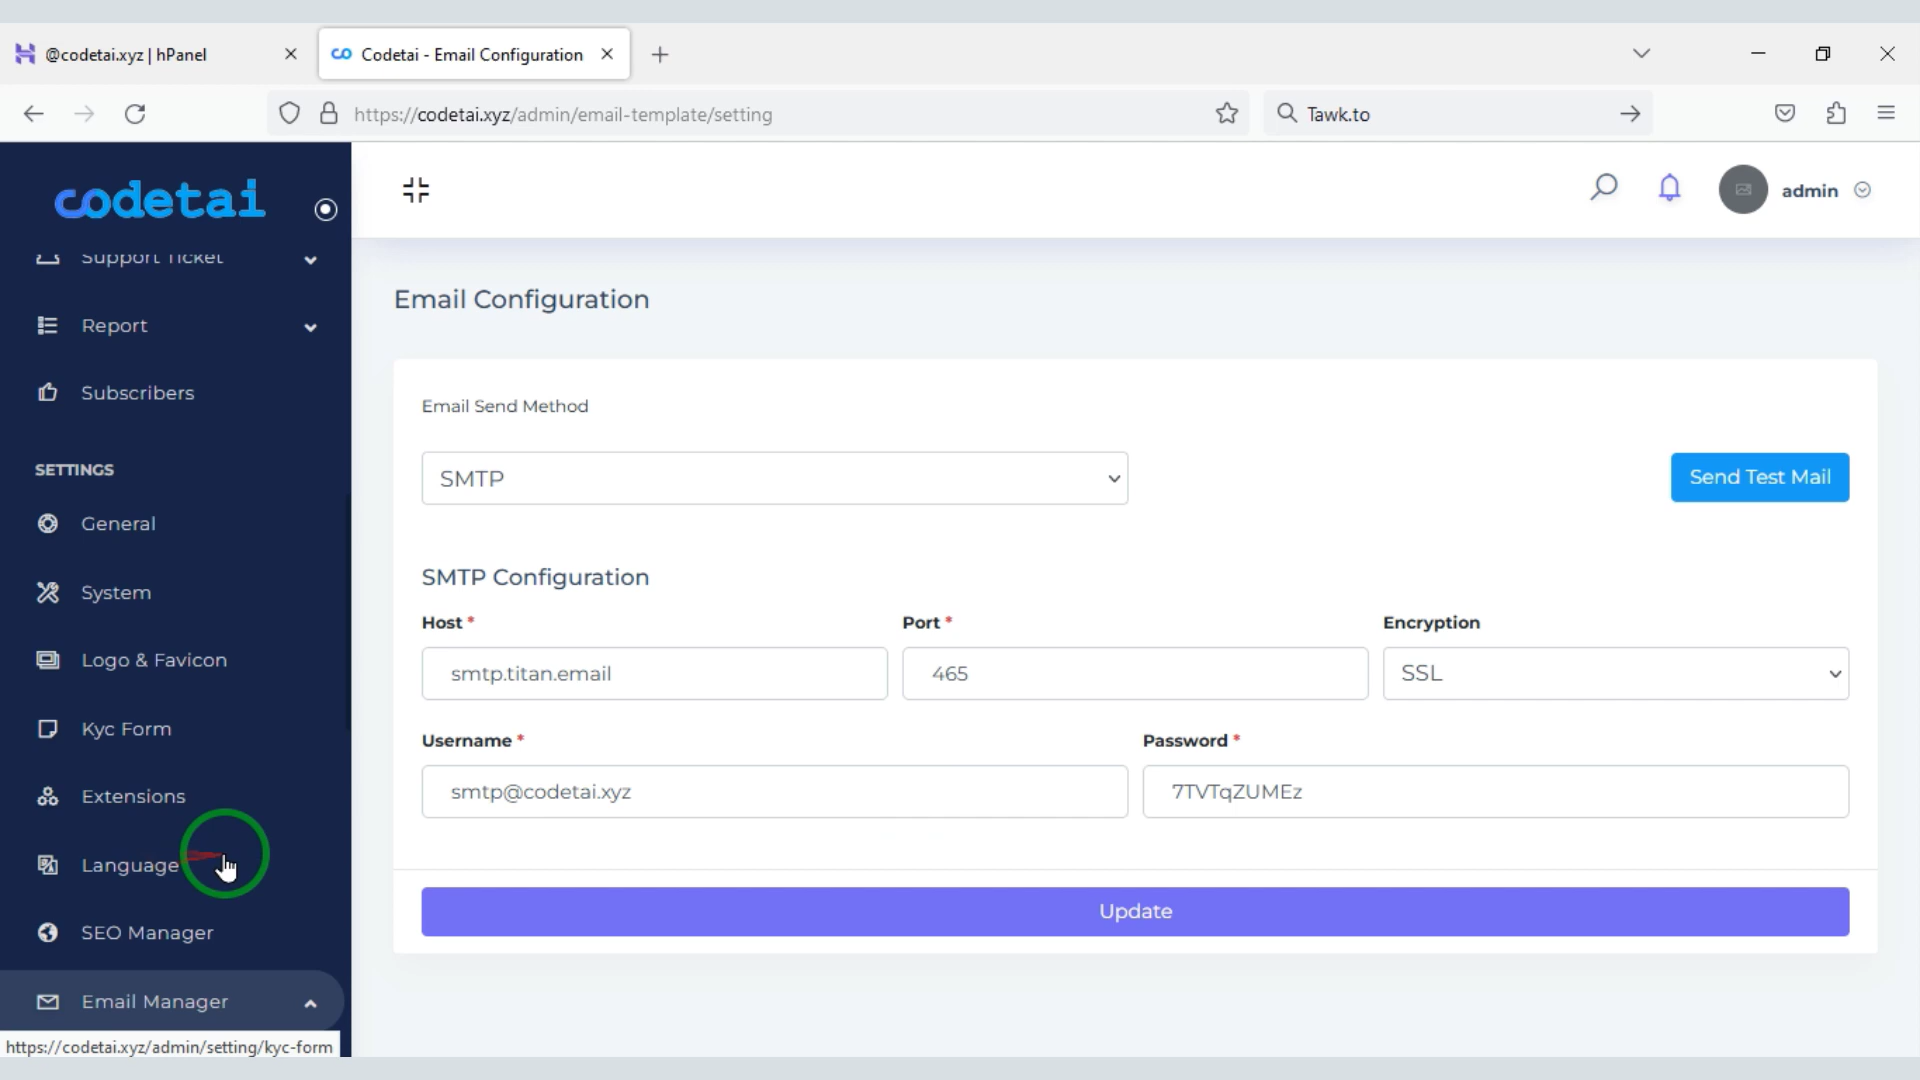 @codetai.xyz | hPanel
Codetai - Email Configuration
https://codetai.xyz/admin/email-template/setting
Tawk.to
codetai
admin
Support Ticket
Report
Subscribers
SETTINGS
General
System
Logo & Favicon
Kyc Form
Extensions
Language
SEO Manager
Email Manager
https://codetai.xyz/admin/setting/kyc-form
Email Configuration
Email Send Method
SMTP
Send Test Mail
SMTP Configuration
Host * Port * Encryption
smtp.titan.email 465 SSL
Username * Password *
smtp@codetai.xyz 7TVTqZUMEz
Update